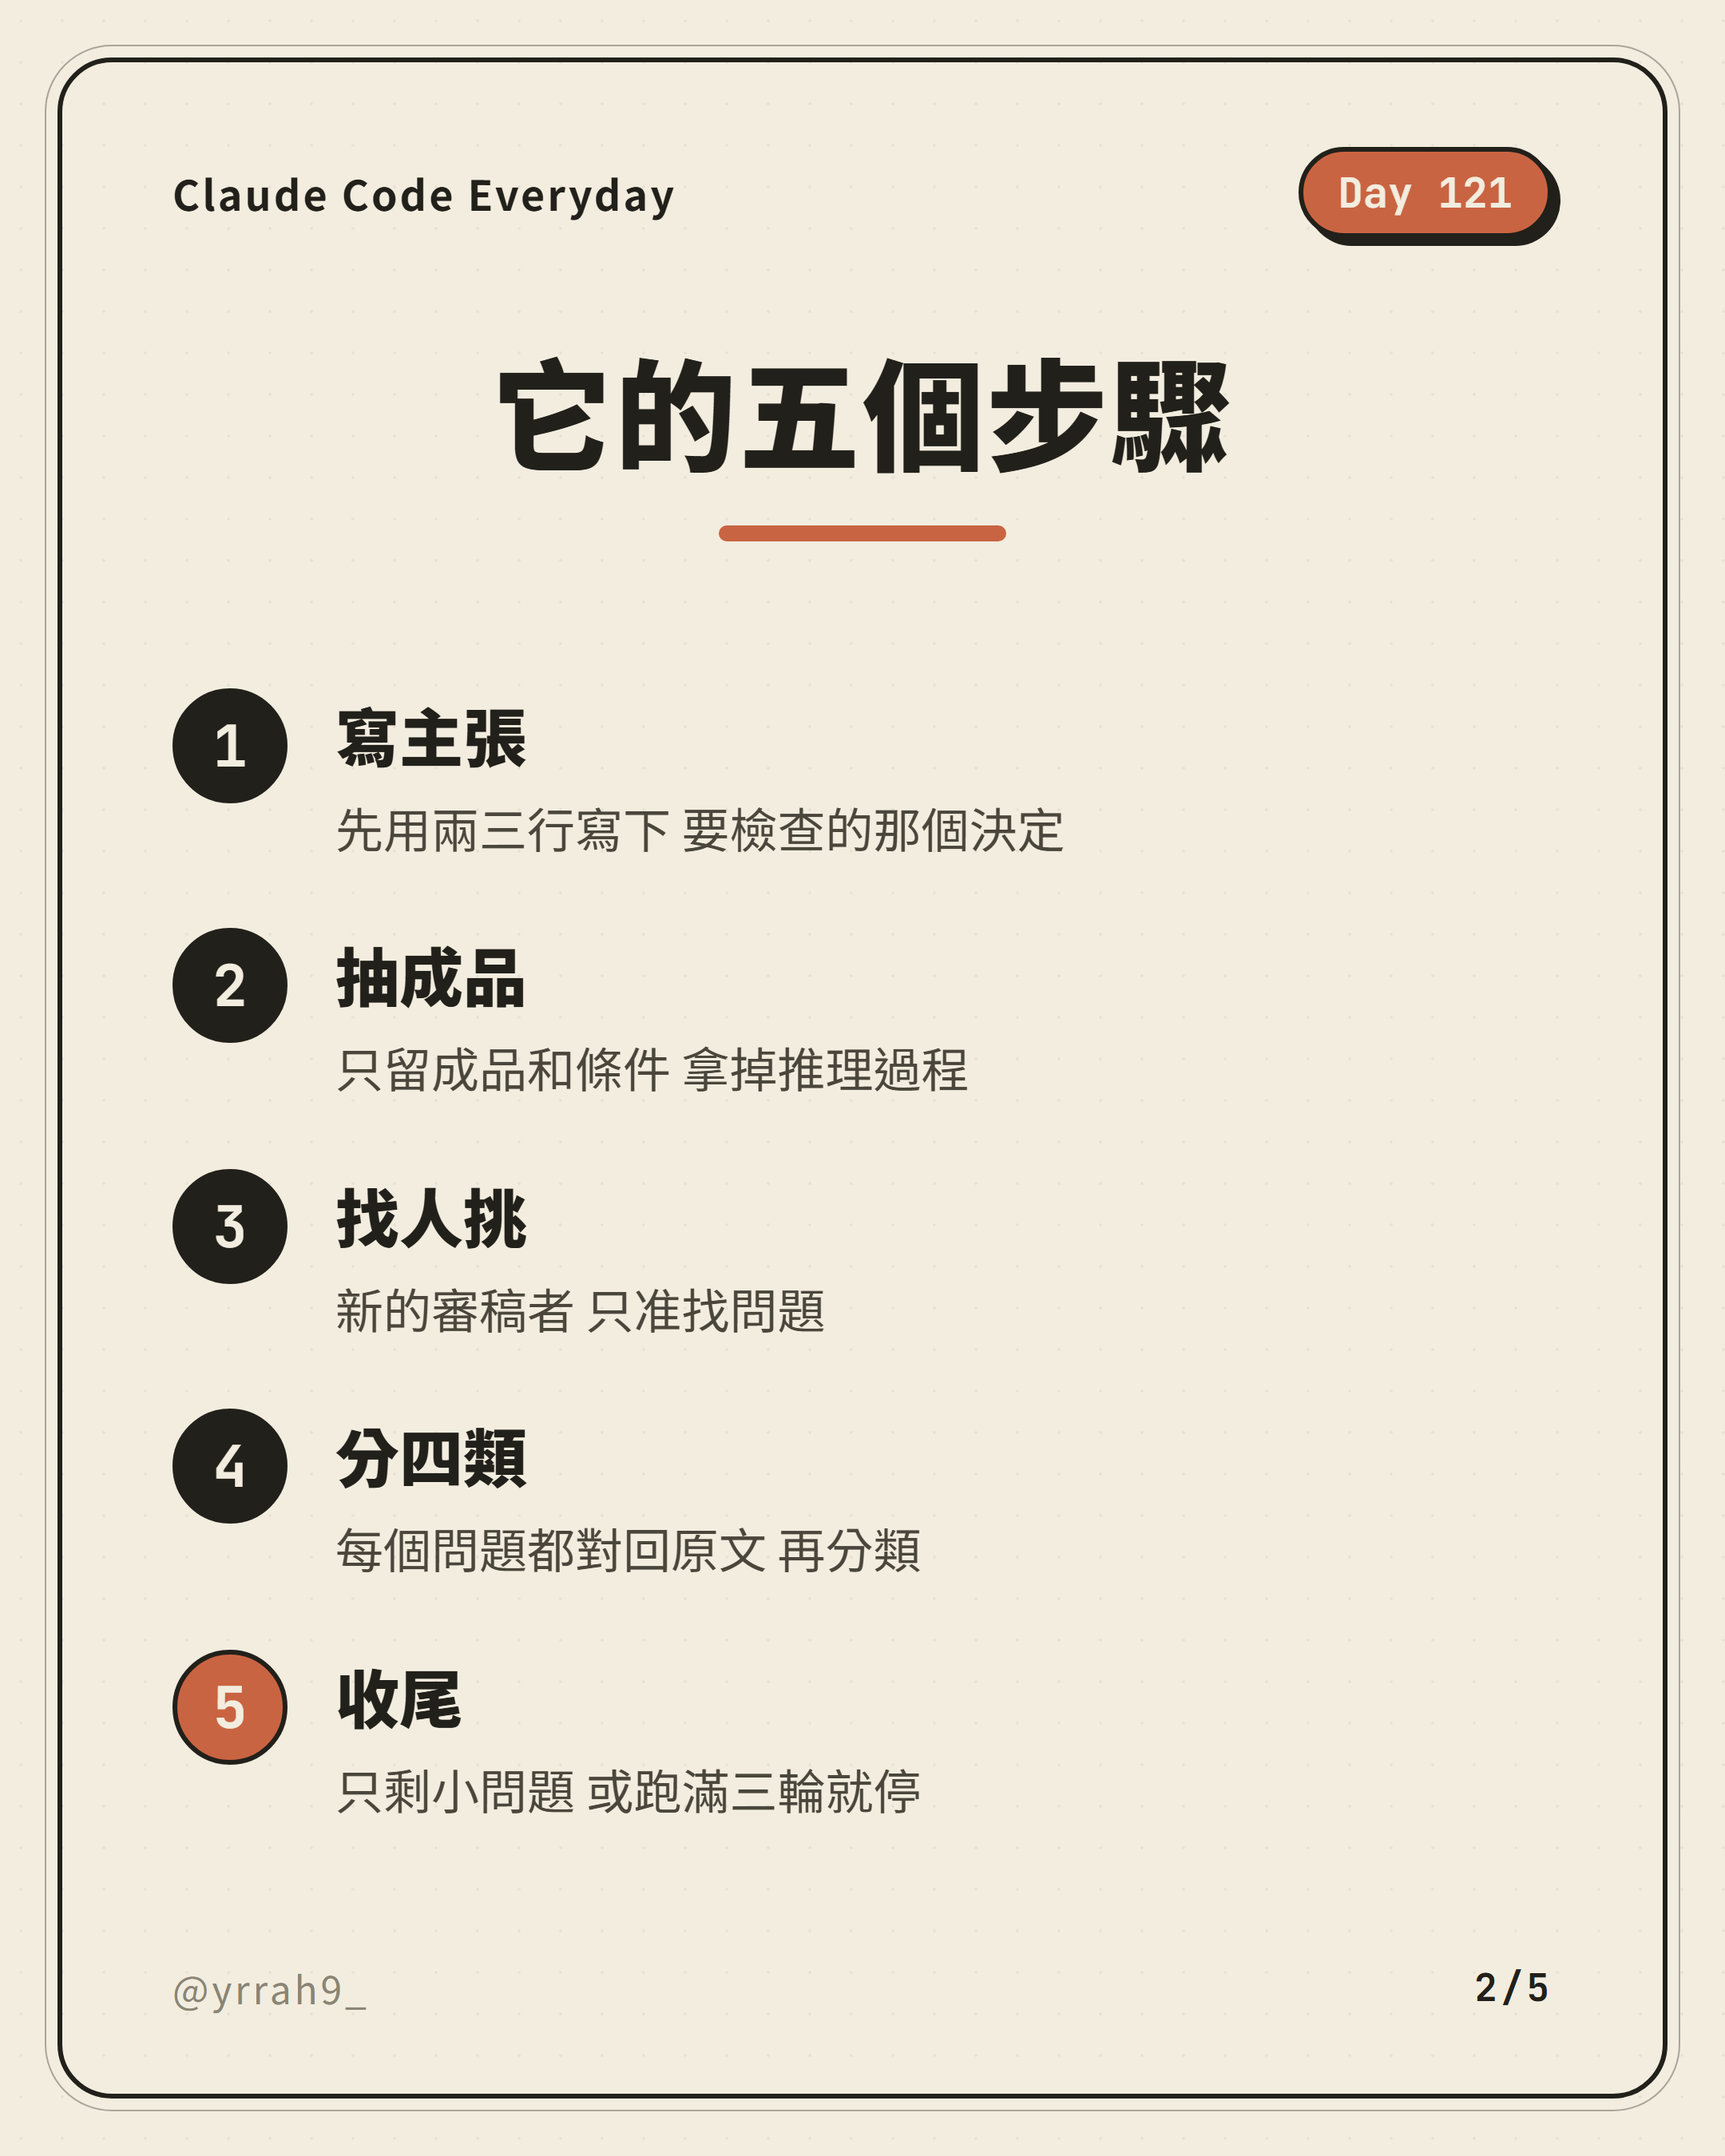 Claude Code Everyday
Day 121
它的五個步驟
1
寫主張
先用兩三行寫下 要檢查的那個決定
2
抽成品
只留成品和條件 拿掉推理過程
3
找人挑
新的審稿者 只准找問題
4
分四類
每個問題都對回原文 再分類
5
收尾
只剩小問題 或跑滿三輪就停
@yrrah9_
2/5